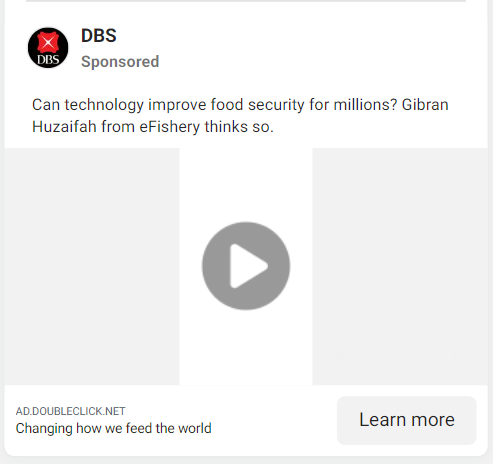 DBS
Sponsored
DBS
Can technology improve food security for millions? Gibran
Huzaifah from eFishery thinks so.
AD.DOUBLECLICK.NET
Changing how we feed the world
Learn more